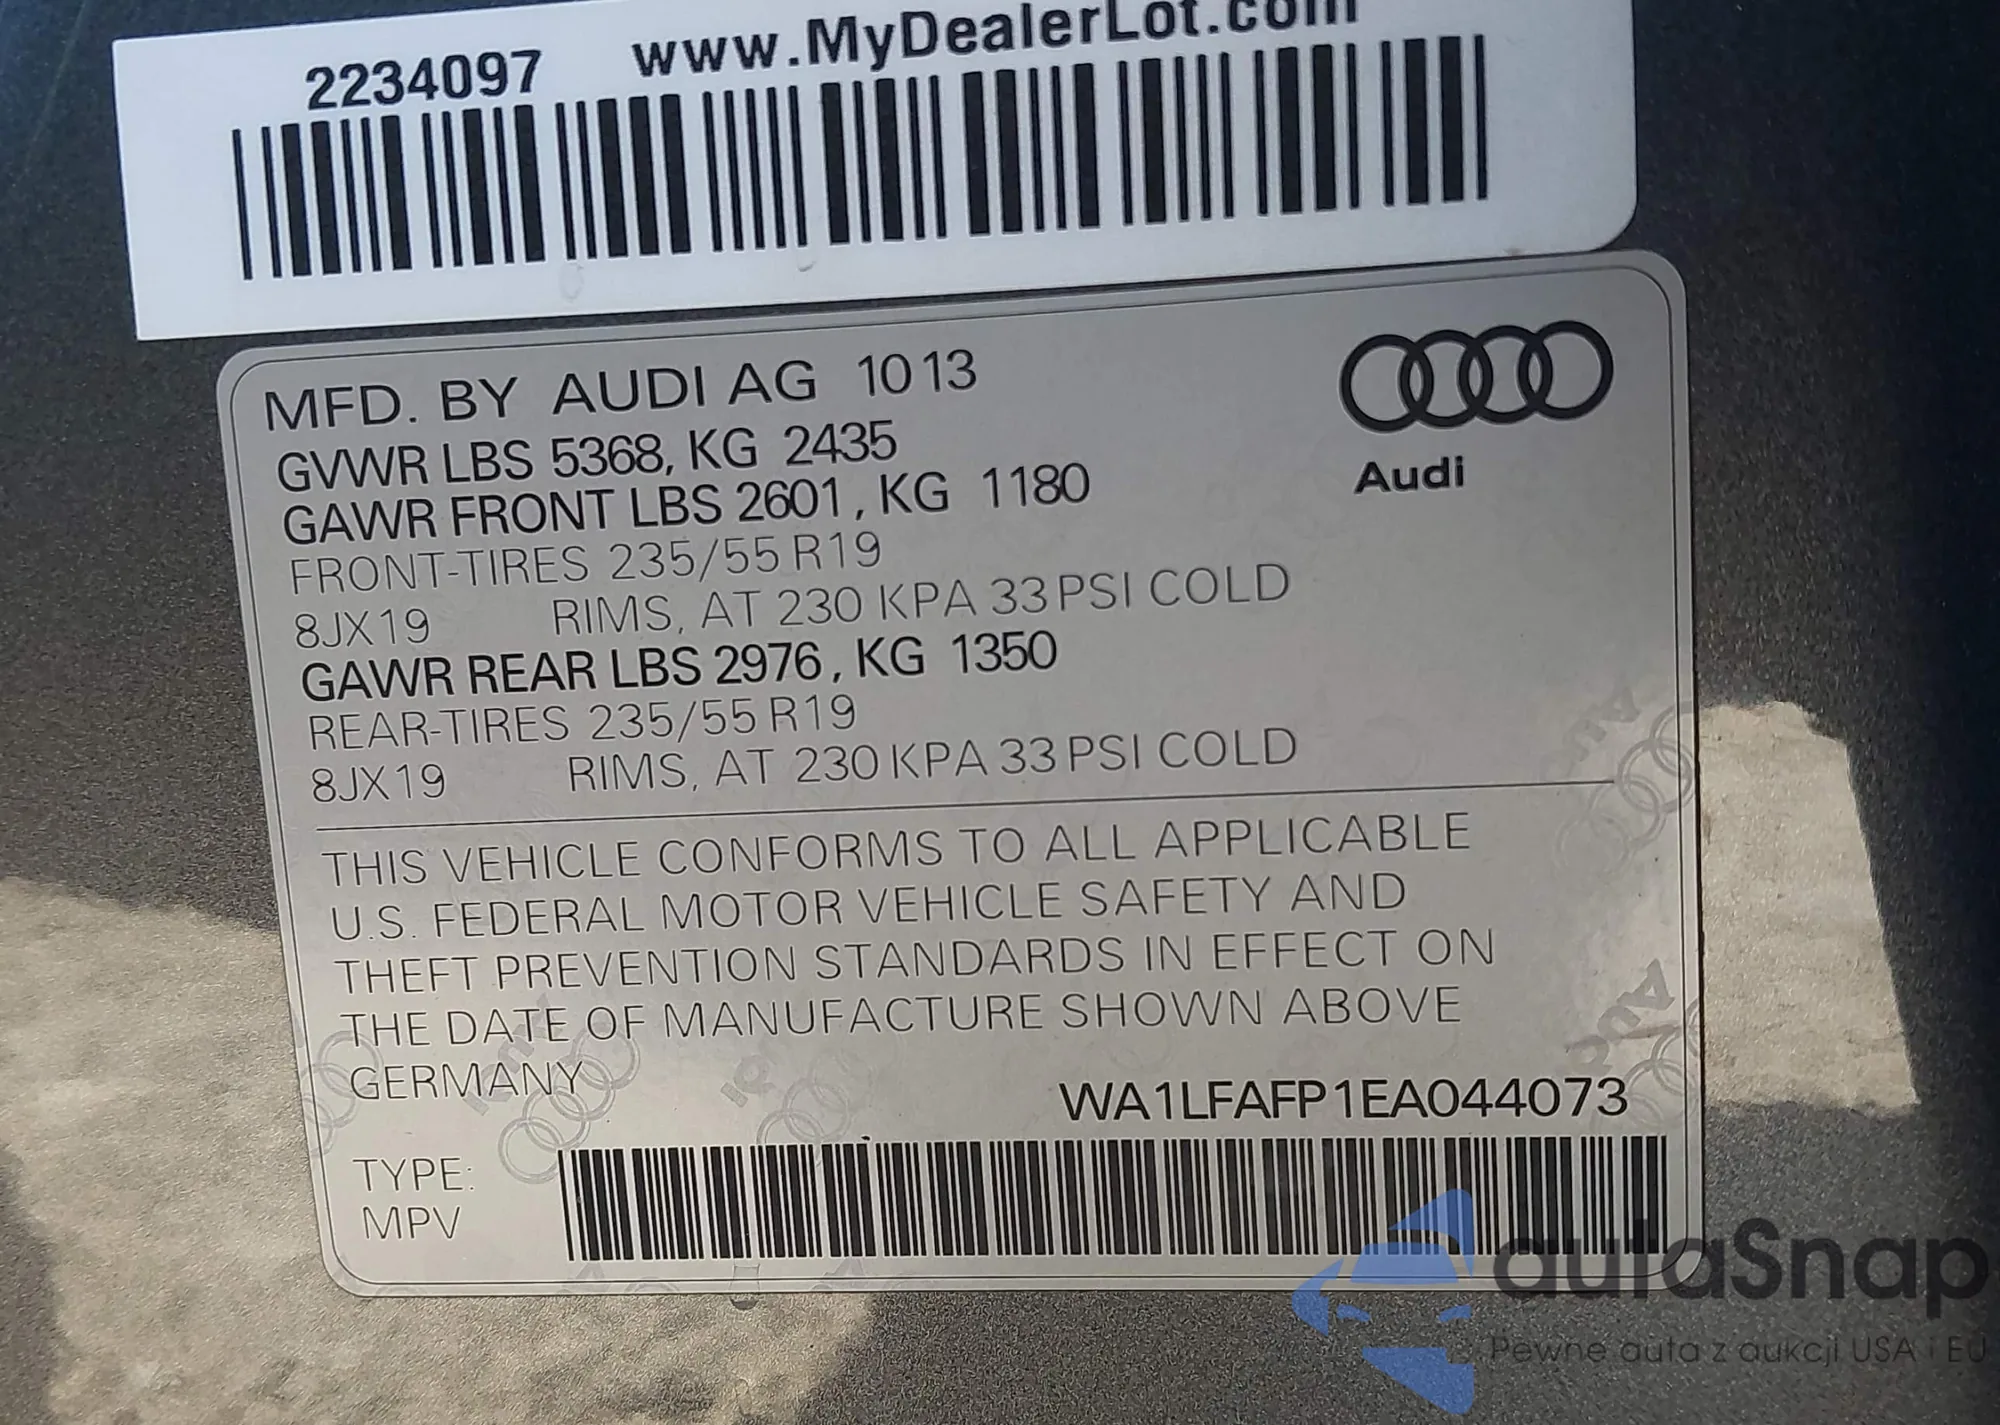 2234097 www.MyDealerLot.com
MFD. BY AUDI AG 10 13
GVWR LBS 5368, KG 2435
GAWR FRONT LBS 2601, KG 1180
FRONT-TIRES 235/55 R19
8JX19 RIMS, AT 230 KPA 33 PSI COLD
GAWR REAR LBS 2976, KG 1350
REAR-TIRES 235/55 R19
8JX19 RIMS, AT 230 KPA 33 PSI COLD
Audi
THIS VEHICLE CONFORMS TO ALL APPLICABLE
U.S. FEDERAL MOTOR VEHICLE SAFETY AND
THEFT PREVENTION STANDARDS IN EFFECT ON
THE DATE OF MANUFACTURE SHOWN ABOVE
GERMANY
WA1LFAFP1EA044073
TYPE:
MPV
autaSnap
Pewne auta z aukcji USA i EU